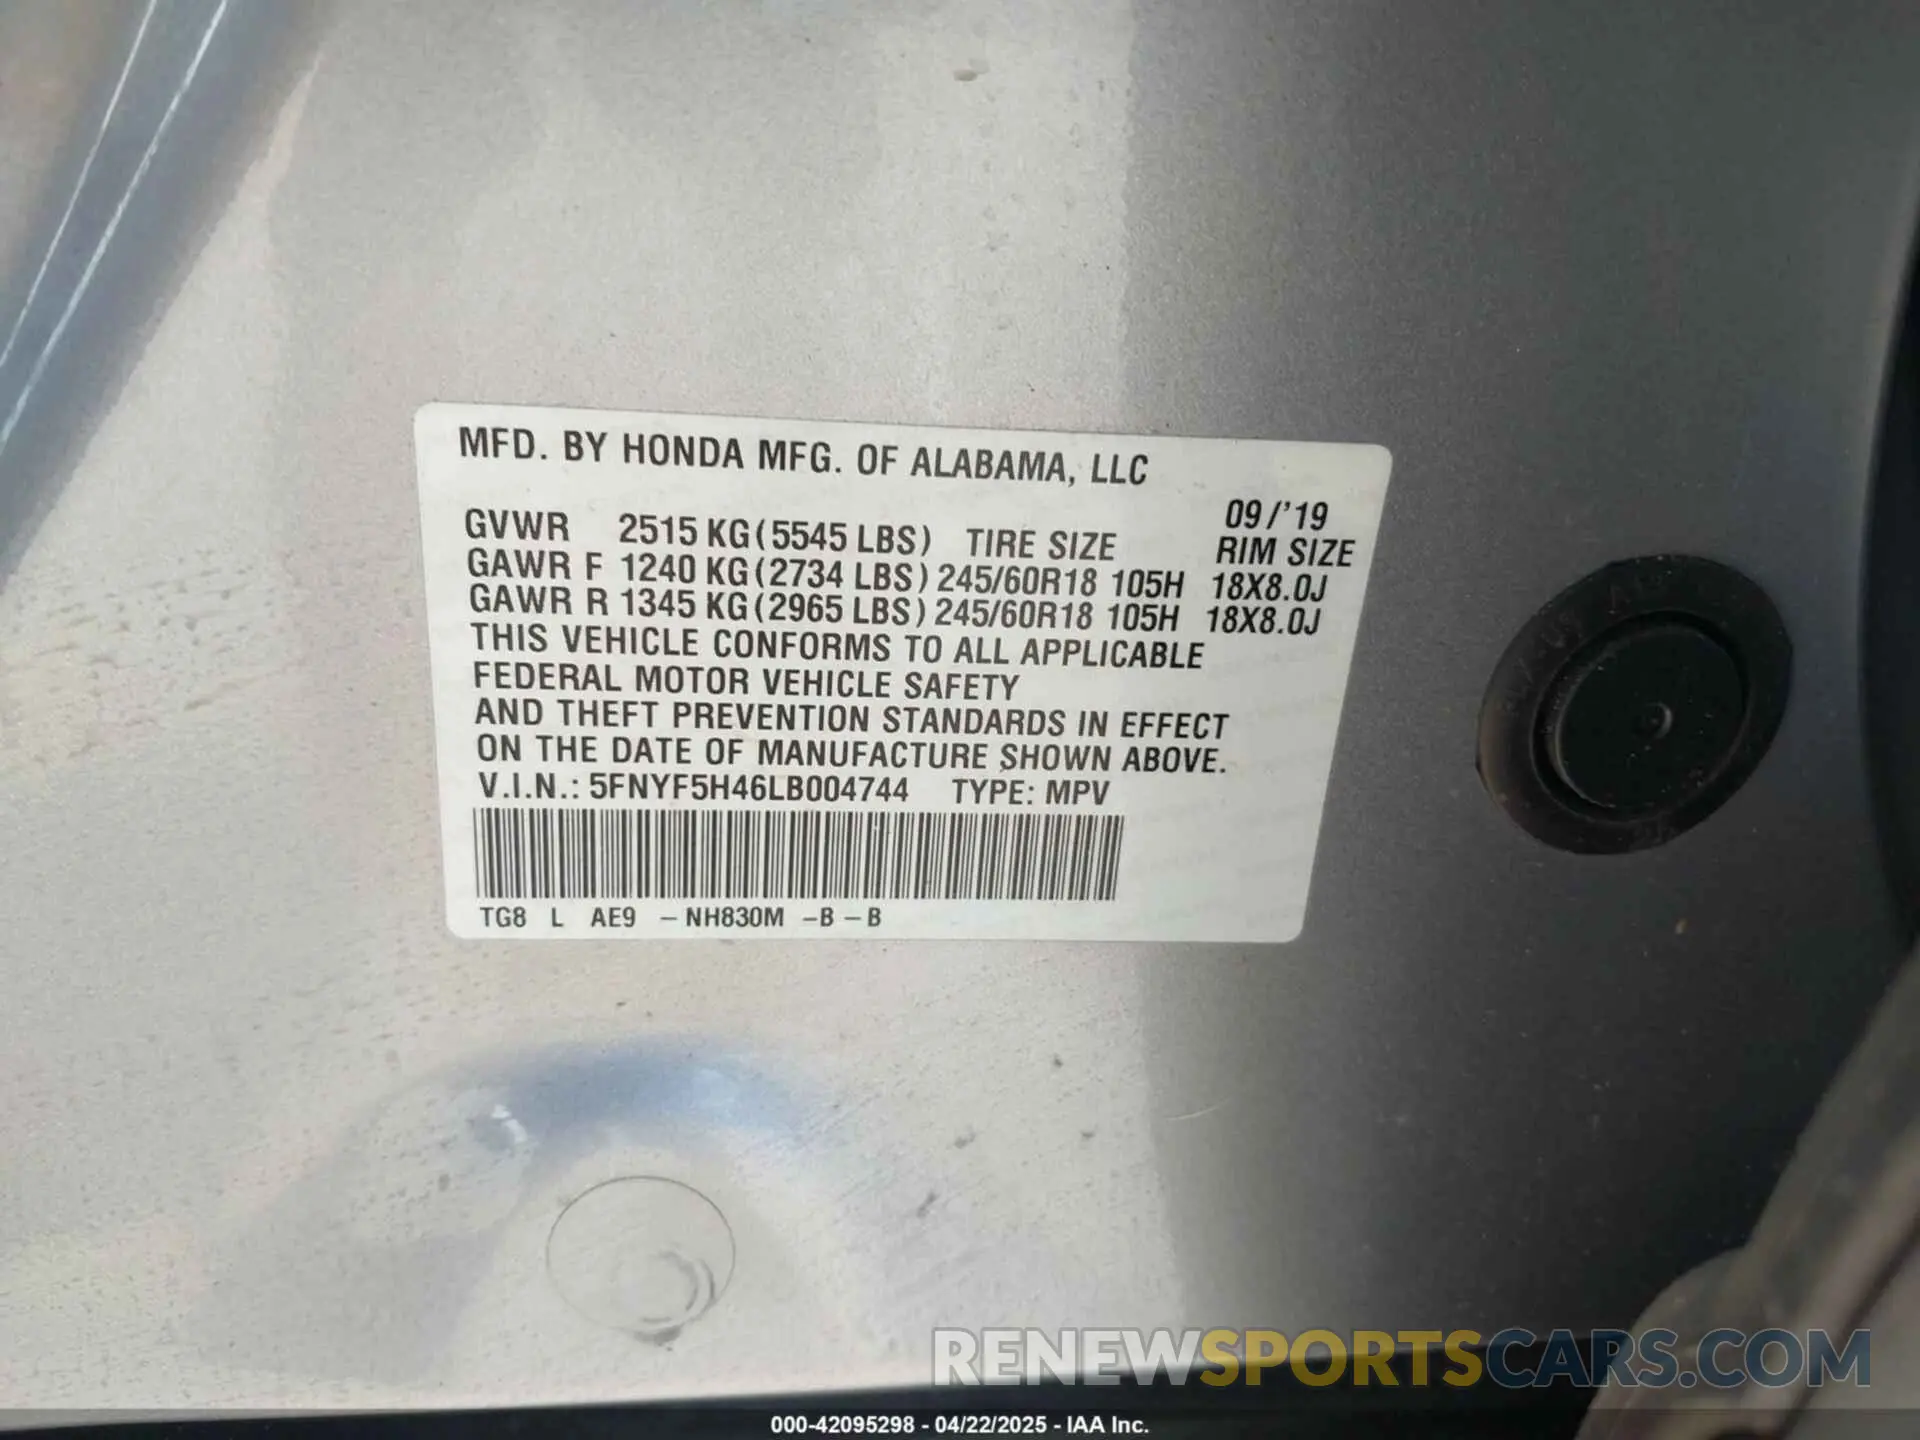 MFD. BY HONDA MFG. OF ALABAMA, LLC
09/'19
GVWR 2515 KG (5545 LBS) TIRE SIZE RIM SIZE
GAWR F 1240 KG (2734 LBS) 245/60R18 105H 18X8.0J
GAWR R 1345 KG (2965 LBS) 245/60R18 105H 18X8.0J
THIS VEHICLE CONFORMS TO ALL APPLICABLE
FEDERAL MOTOR VEHICLE SAFETY
AND THEFT PREVENTION STANDARDS IN EFFECT
ON THE DATE OF MANUFACTURE SHOWN ABOVE.
V.I.N.: 5FNYF5H46LB004744 TYPE: MPV
TG8 L AE9 – NH830M –B – B
RENEWSPORTSCARS.COM
000-42095298 - 04/22/2025 - IAA Inc.